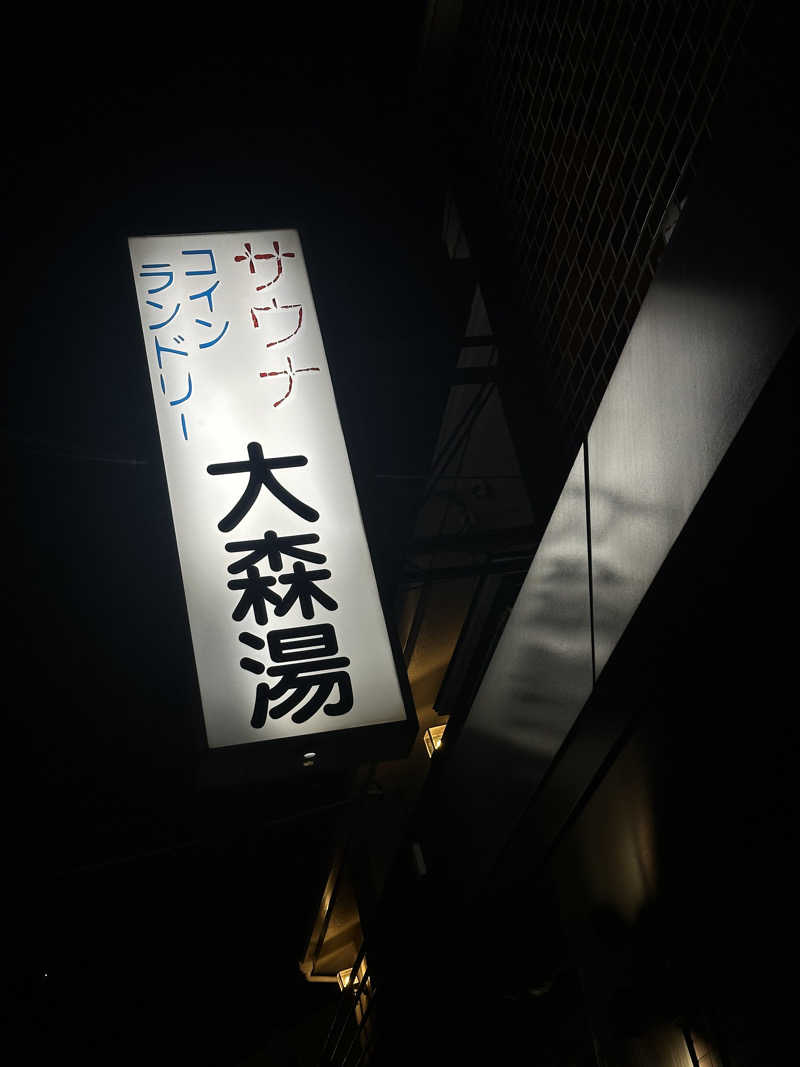 サウナ
コイン
ランドリー
大森湯